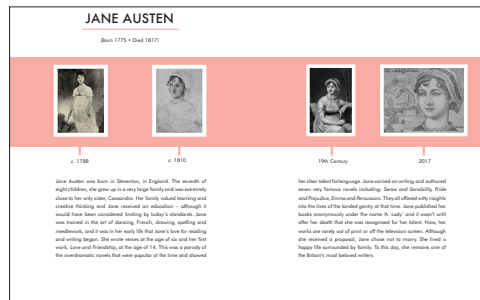 JANE AUSTEN
(Born 1775 • Died 1817)
c. 1788
c. 1810
19th Century
2017
Jane Austen was born in Steventon, in England. The seventh of
eight children, she grew up in a very large family and was extremely
close to her only sister, Cassandra. Her family valued learning and
creative thinking and Jane received an education – although it
would have been considered limiting by today's standards. Jane
was trained in the art of dancing, French, drawing, spelling and
needlework, and it was in her early life that Jane's love for reading
and writing began. She wrote verses at the age of six and her first
work, Love and Friendship, at the age of 14. This was a parody of
the overdramatic novels that were popular at the time and showed
her clear talent for language. Jane carried on writing and authored
seven very famous novels including: Sense and Sensibility, Pride
and Prejudice, Emma and Persuasion. They all offered witty insights
into the lives of the landed gentry at that time. Jane published her
books anonymously under the name 'A. Lady' and it wasn't until
after her death that she was recognised for her talent. Now, her
works are rarely out of print or off the television screen. Although
she received a proposal, Jane chose not to marry. She lived a
happy life surrounded by family. To this day, she remains one of
the Britain's most beloved writers.